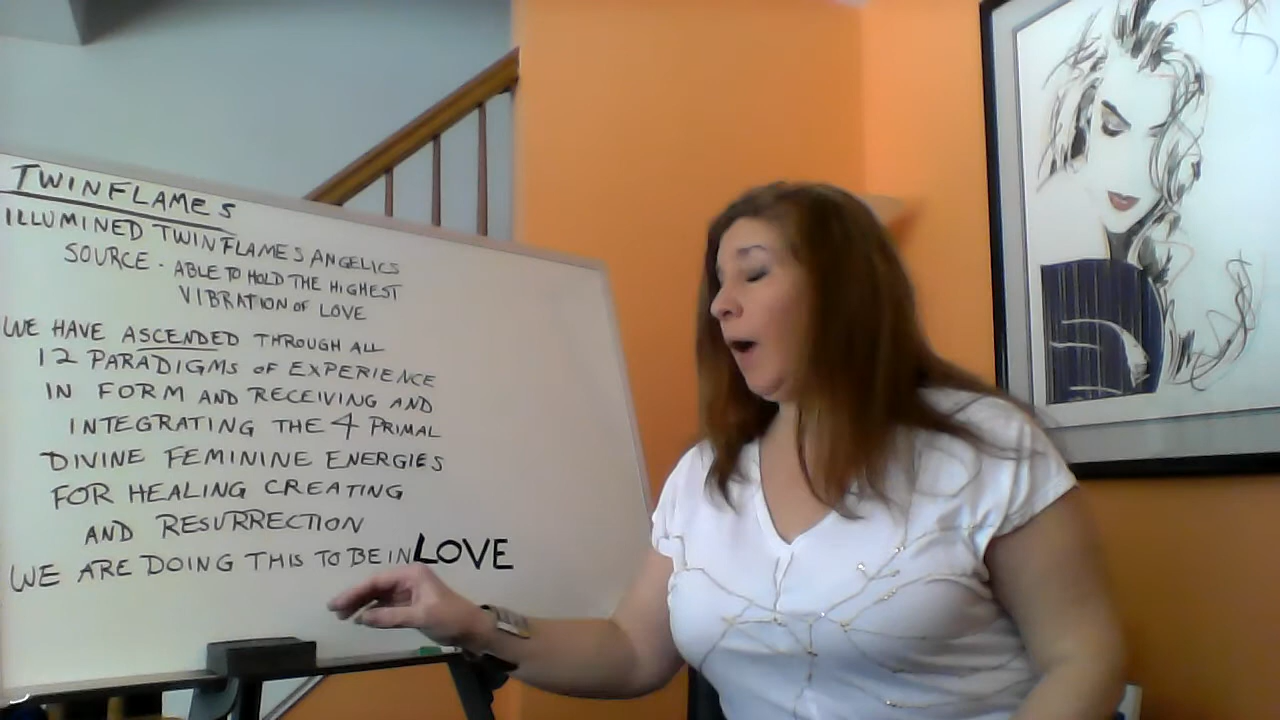 TWINFLAMES
ILLUMINED TWINFLAMES ANGELICS
SOURCE - ABLE TO HOLD THE HIGHEST
VIBRATION OF LOVE
WE HAVE ASCENDED THROUGH ALL
12 PARADIGMS OF EXPERIENCE
IN FORM AND RECEIVING AND
INTEGRATING THE 4 PRIMAL
DIVINE FEMININE ENERGIES
FOR HEALING CREATING
AND RESURRECTION
WE ARE DOING THIS TO BE IN LOVE